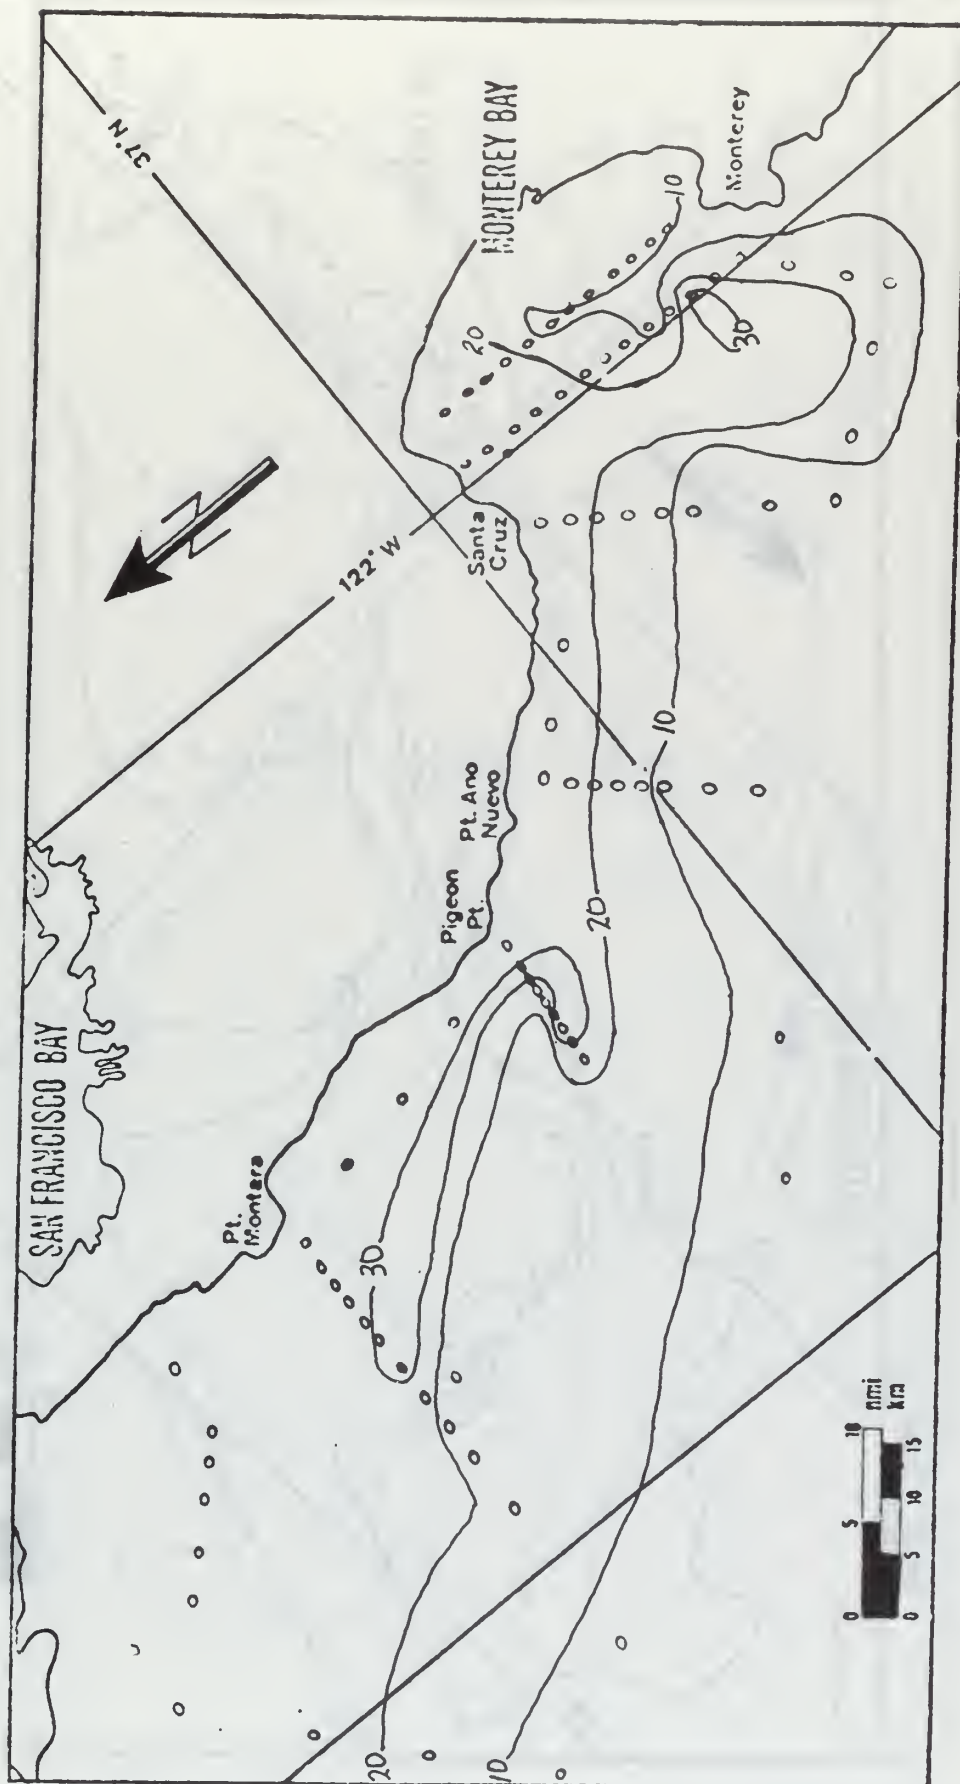 37°N
MONTEREY BAY
Monterey
10
20
30
122°W
Santa
Cruz
Pt. Ano
Nuevo
10
Pigeon
Pt.
20
SAN FRANCISCO BAY
Pt.
Montara
30
20
10
0 5 10 nmi
0 5 10 15 km